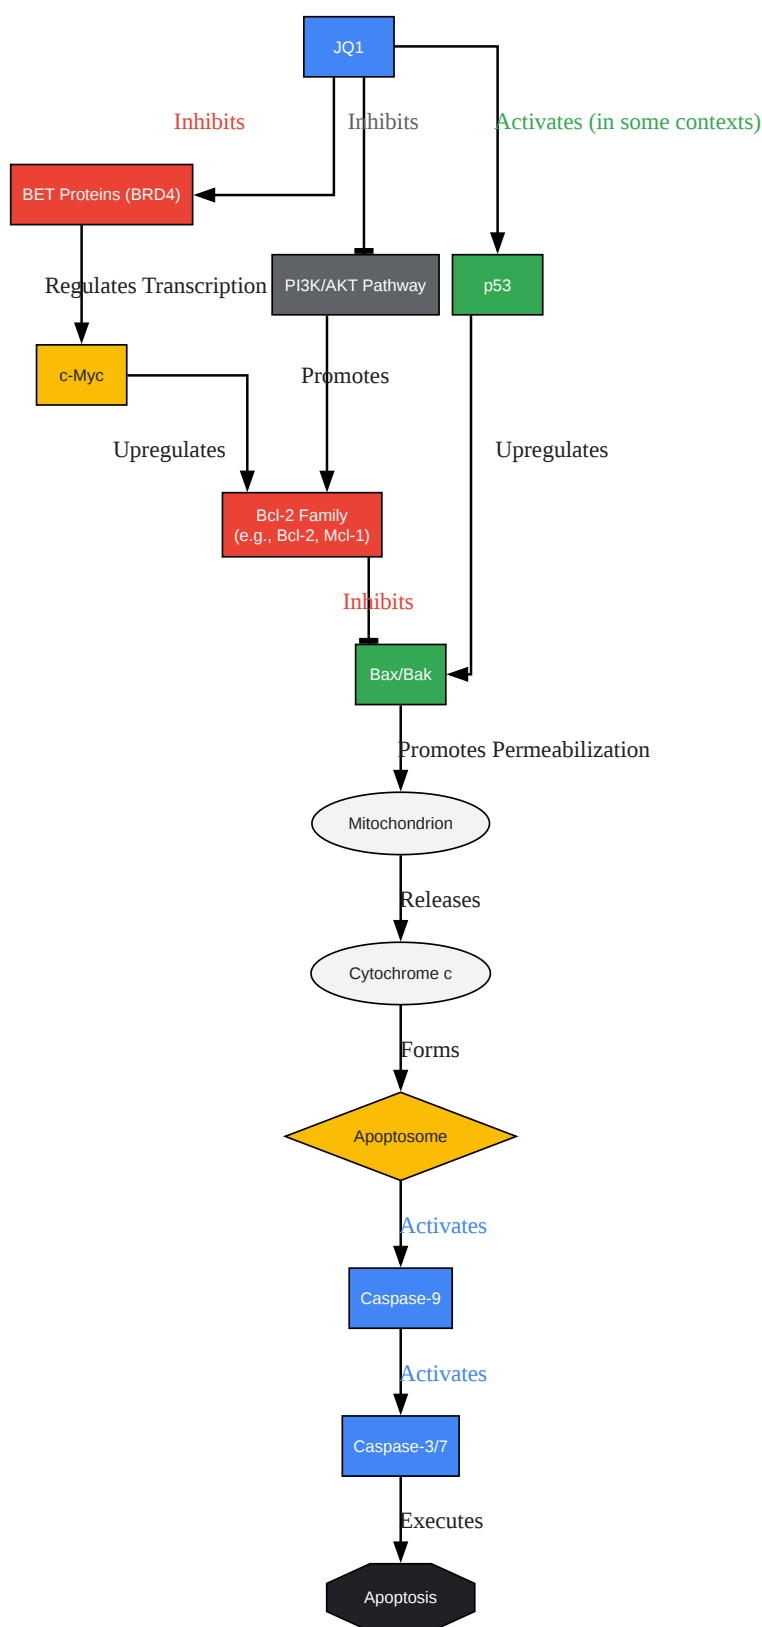 JQ1
Inhibits
Inhibits
Activates (in some contexts)
BET Proteins (BRD4)
Regulates Transcription
PI3K/AKT Pathway
p53
c-Myc
Promotes
Upregulates
Upregulates
Bcl-2 Family
(e.g., Bcl-2, Mcl-1)
Inhibits
Bax/Bak
Promotes Permeabilization
Mitochondrion
Releases
Cytochrome c
Forms
Apoptosome
Activates
Caspase-9
Activates
Caspase-3/7
Executes
Apoptosis